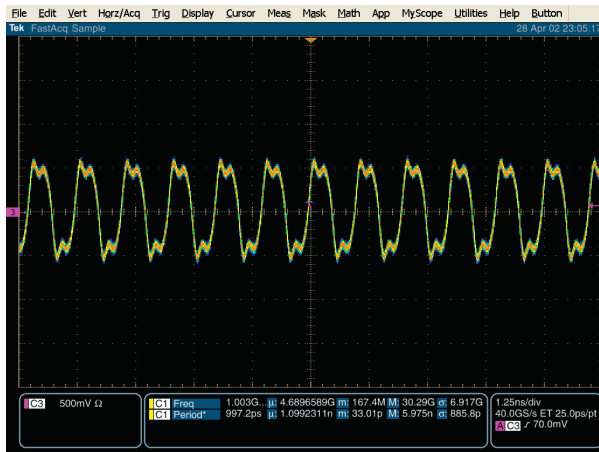 File Edit Vert Horz/Acq Trig Display Cursor Meas Mask Math App MyScope Utilities Help Button
Tek FastAcq Sample 28 Apr 02 23:05:17
3
C3 500mV Ω
C1 Freq 1.003G... µ: 4.6896589G m: 167.4M M: 30.29G σ: 6.917G
C1 Period* 997.2ps µ: 1.0992311n m: 33.01p M: 5.975n σ: 885.8p
1.25ns/div
40.0GS/s ET 25.0ps/pt
A C3 ƒ 70.0mV